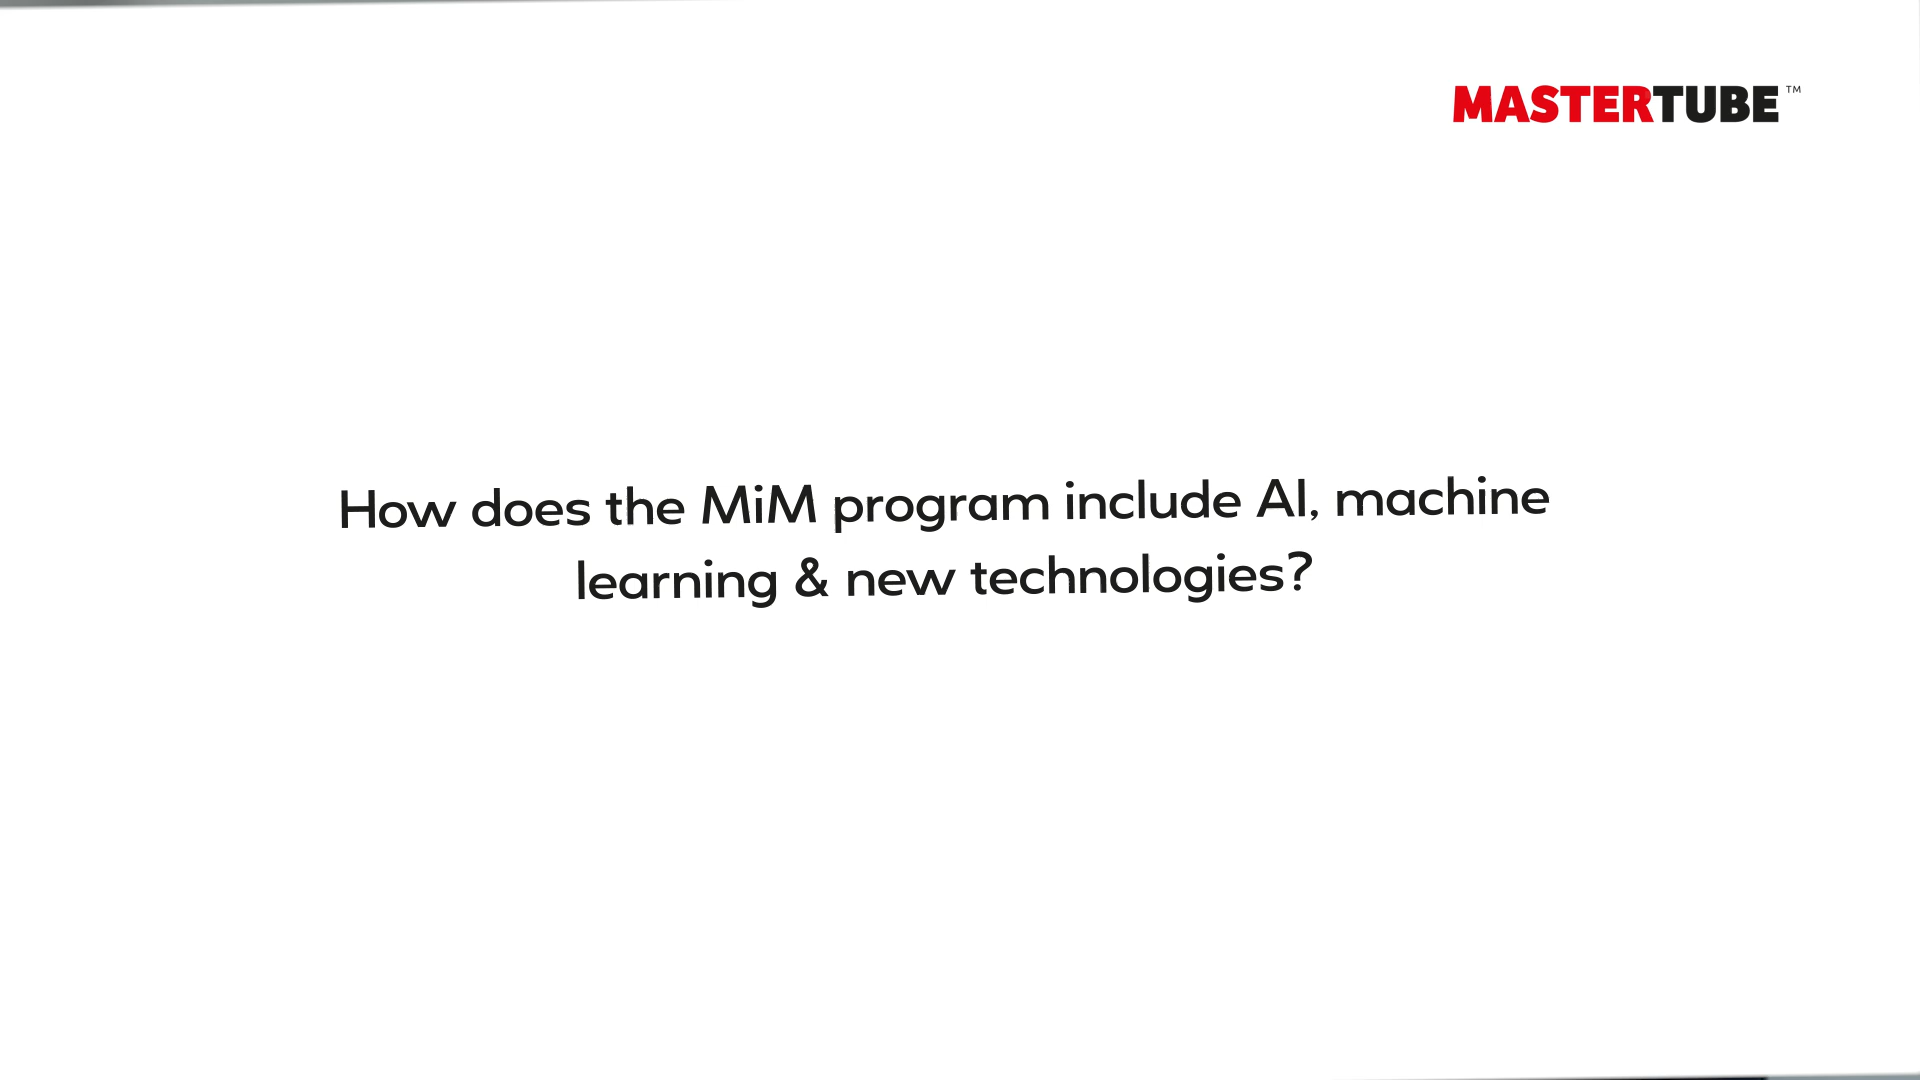 MASTERTUBE™
How does the MiM program include AI, machine
learning & new technologies?